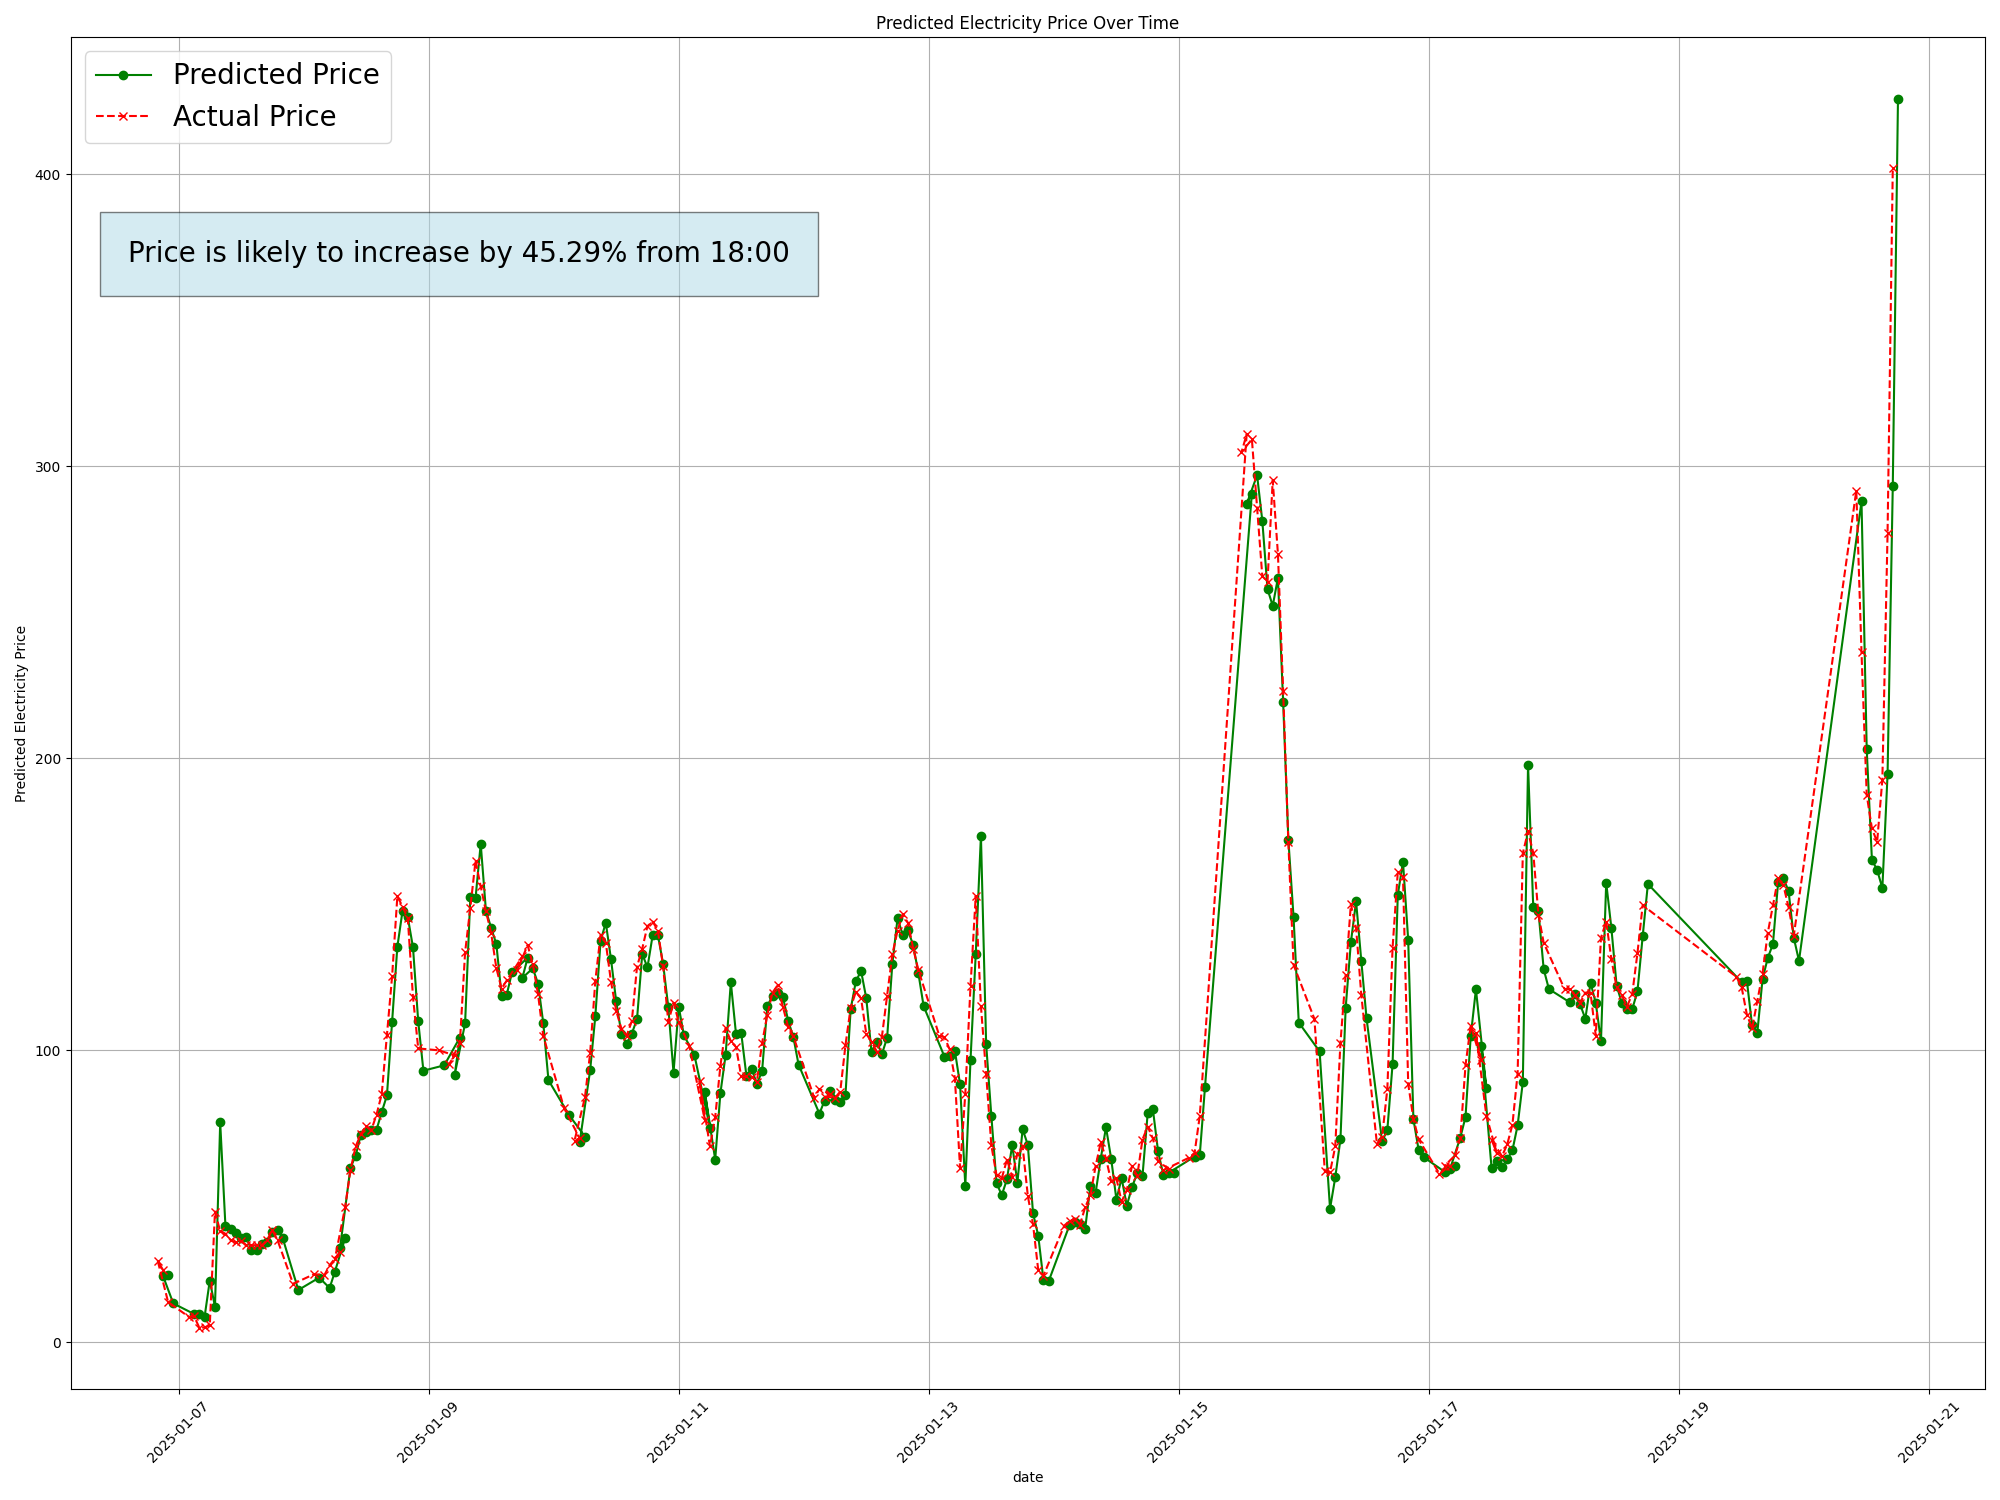 Predicted Electricity Price Over Time
Predicted Price
Actual Price
Price is likely to increase by 45.29% from 18:00
Predicted Electricity Price
400
300
200
100
0
2025-01-07
2025-01-09
2025-01-11
2025-01-13
2025-01-15
2025-01-17
2025-01-19
2025-01-21
date